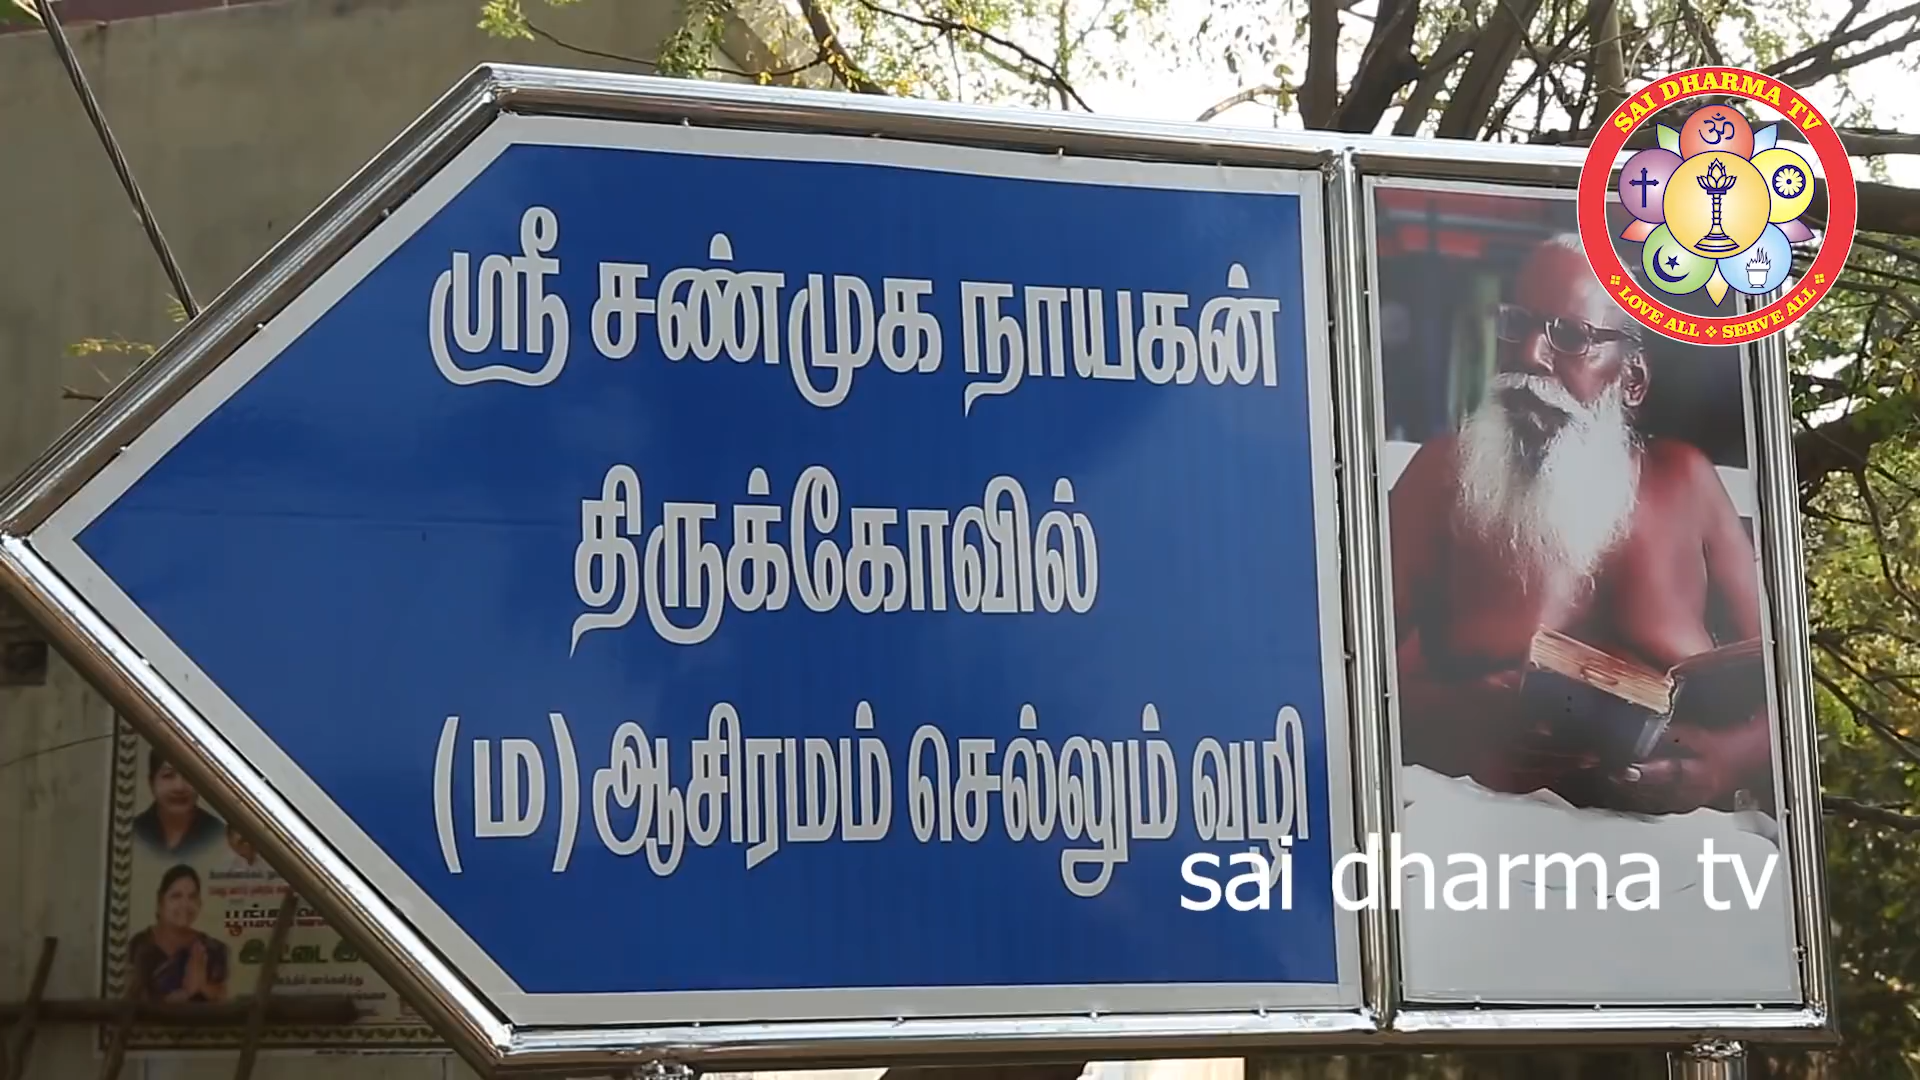 ஸ்ரீ சண்முக நாயகன்
திருக்கோவில்
(ம) ஆசிரமம் செல்லும் வழி
SAI DHARMA TV
LOVE ALL SERVE ALL
sai dharma tv